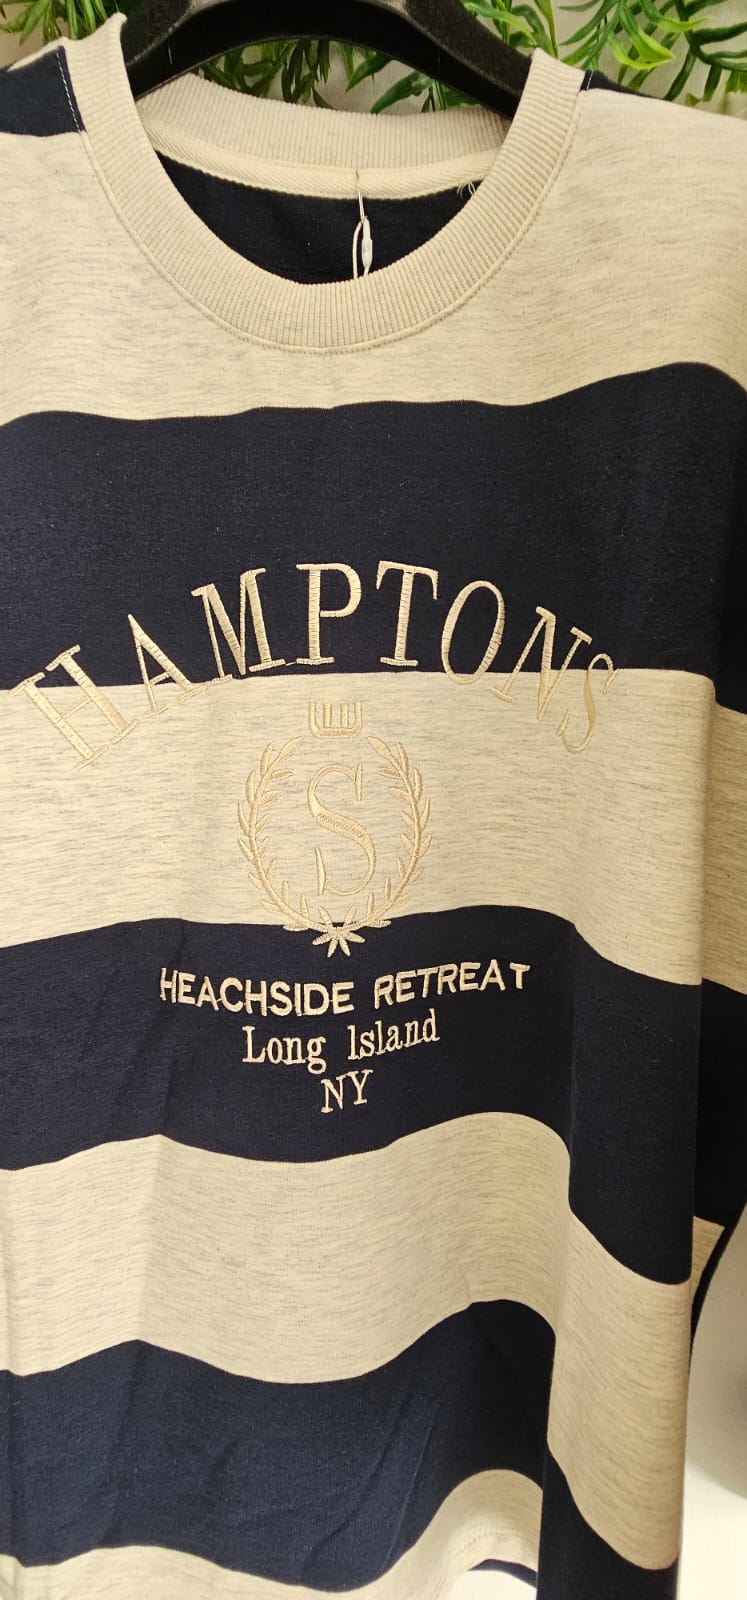 HAMPTONS
S
HEACHSIDE RETREAT
Long Island
NY